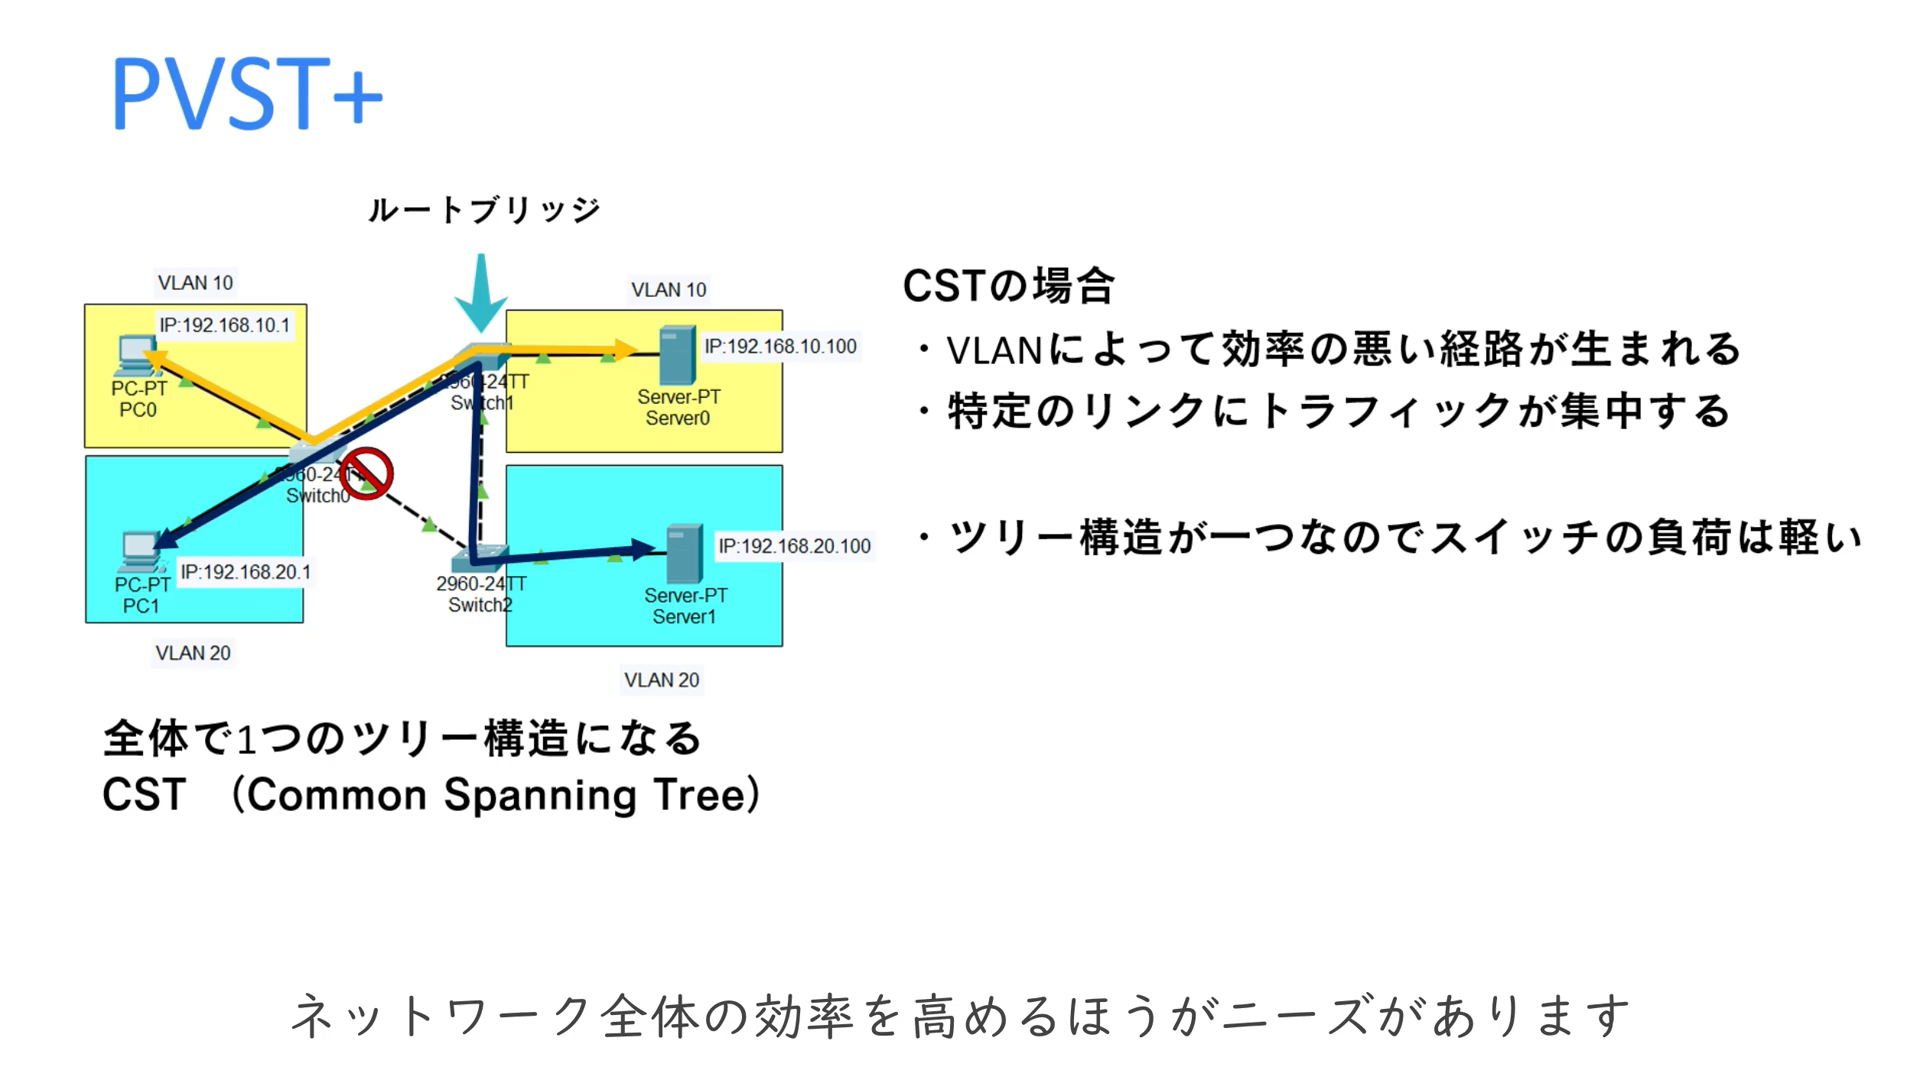 PVST+
ルートブリッジ
VLAN 10
VLAN 10
IP:192.168.10.1
IP:192.168.10.100
PC-PT
PC0
2960-24TT
Switch1
Server-PT
Server0
2960-24TT
Switch0
IP:192.168.20.100
IP:192.168.20.1
PC-PT
PC1
2960-24TT
Switch2
Server-PT
Server1
VLAN 20
VLAN 20
全体で1つのツリー構造になる
CST （Common Spanning Tree）
CSTの場合
・VLANによって効率の悪い経路が生まれる
・特定のリンクにトラフィックが集中する
・ツリー構造が一つなのでスイッチの負荷は軽い
ネットワーク全体の効率を高めるほうがニーズがあります